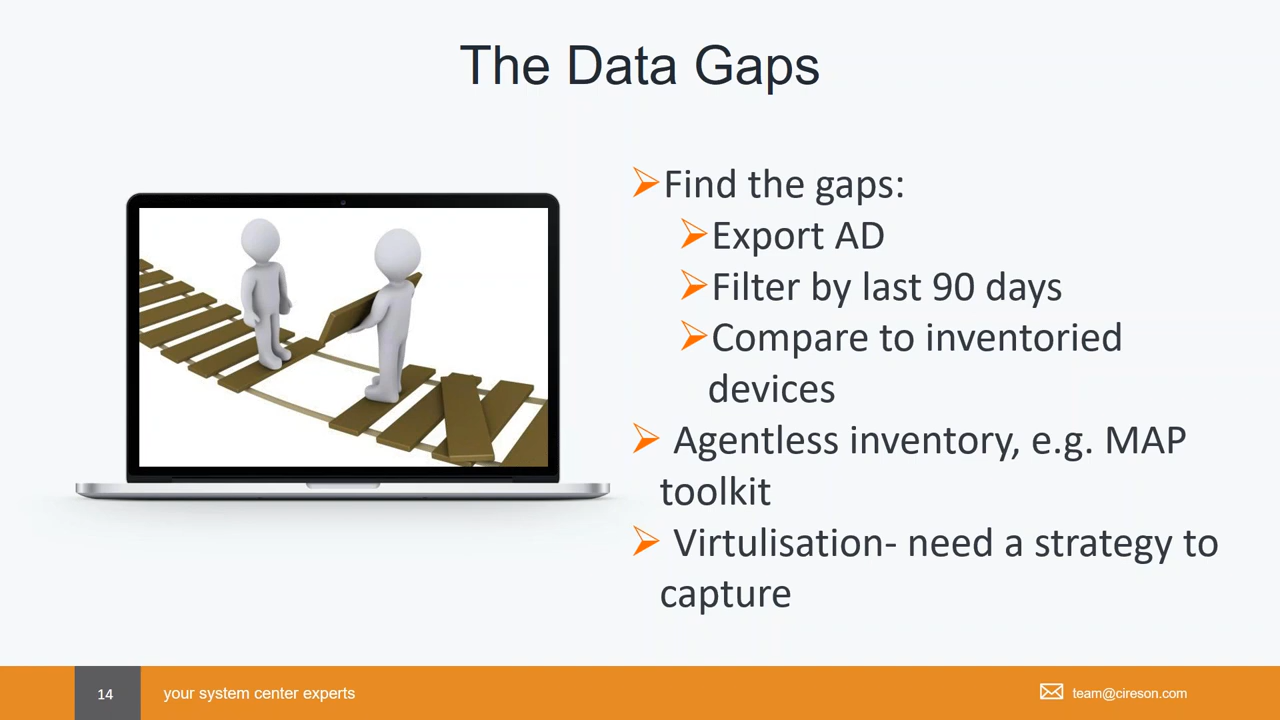 The Data Gaps
Find the gaps:
Export AD
Filter by last 90 days
Compare to inventoried
devices
Agentless inventory, e.g. MAP
toolkit
Virtulisation- need a strategy to
capture
14
your system center experts
team@cireson.com